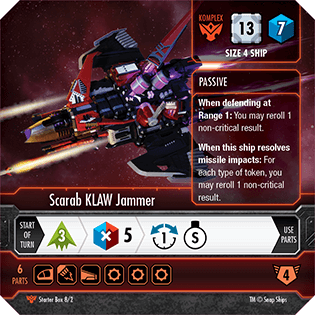 KOMPLEX
13
7
SIZE 4 SHIP
PASSIVE
When defending at
Range 1: You may reroll 1
non-critical result.
When this ship resolves
missile impacts: For
each type of token, you
may reroll 1 non-critical
result.
Scarab KLAW Jammer
START OF TURN
3
5
1
S
USE PARTS
6
PARTS
4
Starter Box 8/2
TM © Snap Ships